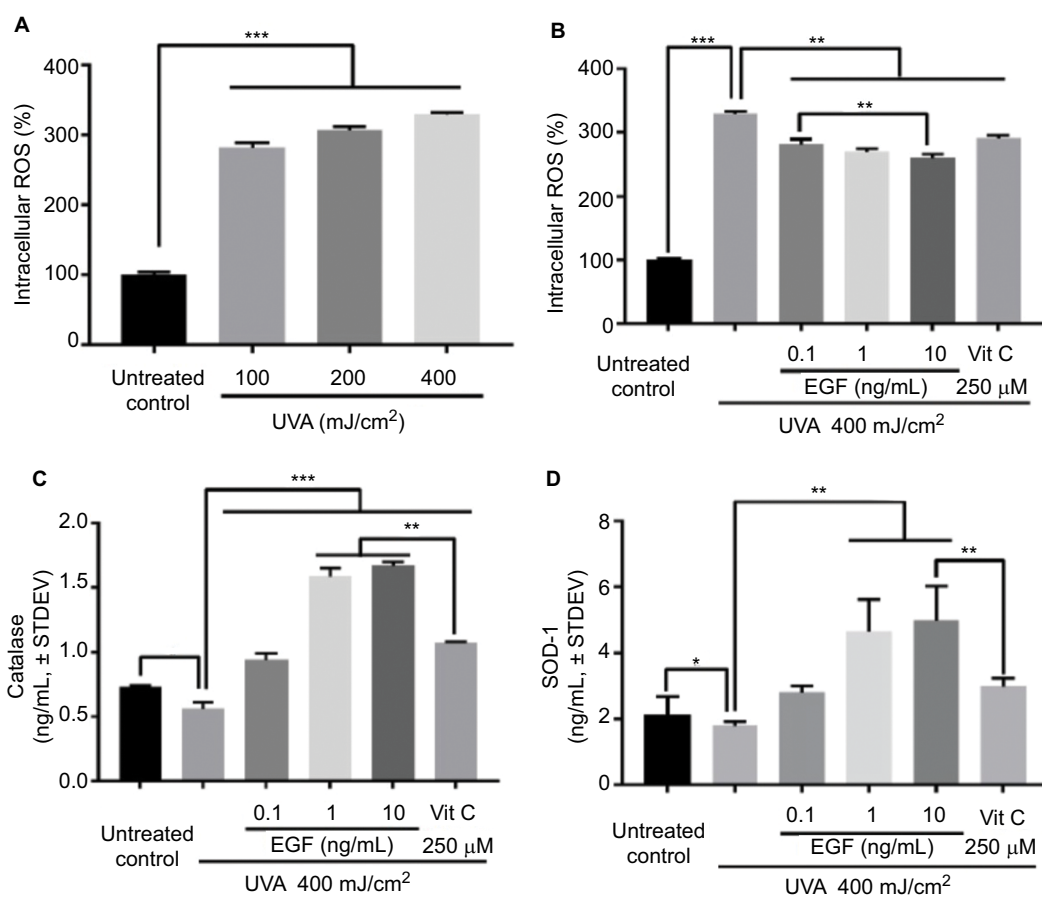 A
***
Intracellular ROS (%)
400
300
200
100
0
Untreated control
100
200
400
UVA (mJ/cm²)
B
***
**
**
Intracellular ROS (%)
400
300
200
100
0
Untreated control
0.1
1
10
Vit C
EGF (ng/mL)
250 µM
UVA 400 mJ/cm²
C
***
**
Catalase
(ng/mL, ± STDEV)
2.0
1.5
1.0
0.5
0.0
Untreated control
0.1
1
10
Vit C
EGF (ng/mL)
250 µM
UVA 400 mJ/cm²
D
**
**
*
SOD-1
(ng/mL, ± STDEV)
8
6
4
2
0
Untreated control
0.1
1
10
Vit C
EGF (ng/mL)
250 µM
UVA 400 mJ/cm²